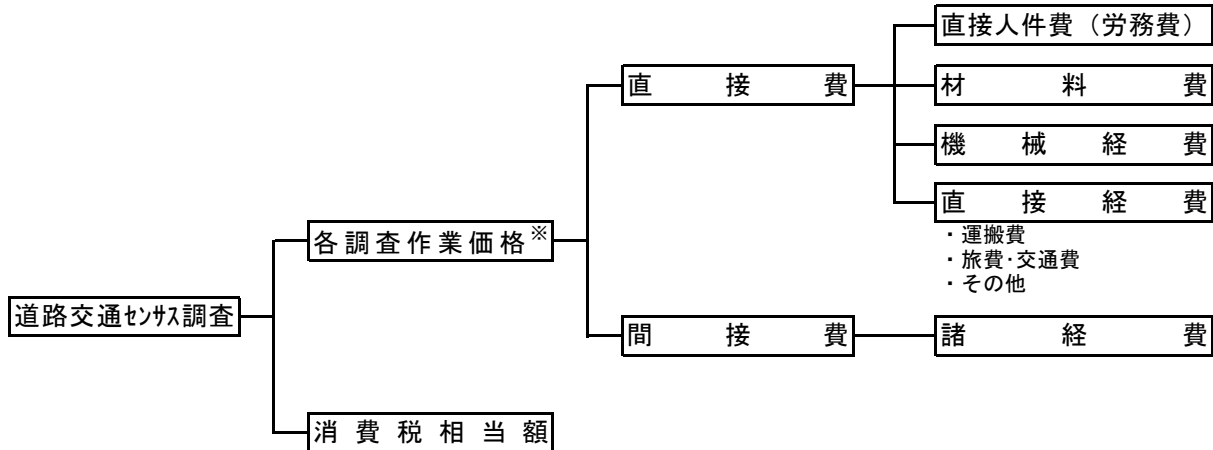 直接人件費（労務費）
直接費
材料費
機械経費
直接経費
・運搬費
・旅費・交通費
・その他
各調査作業価格※
道路交通ｾﾝｻｽ調査
間接費
諸経費
消費税相当額